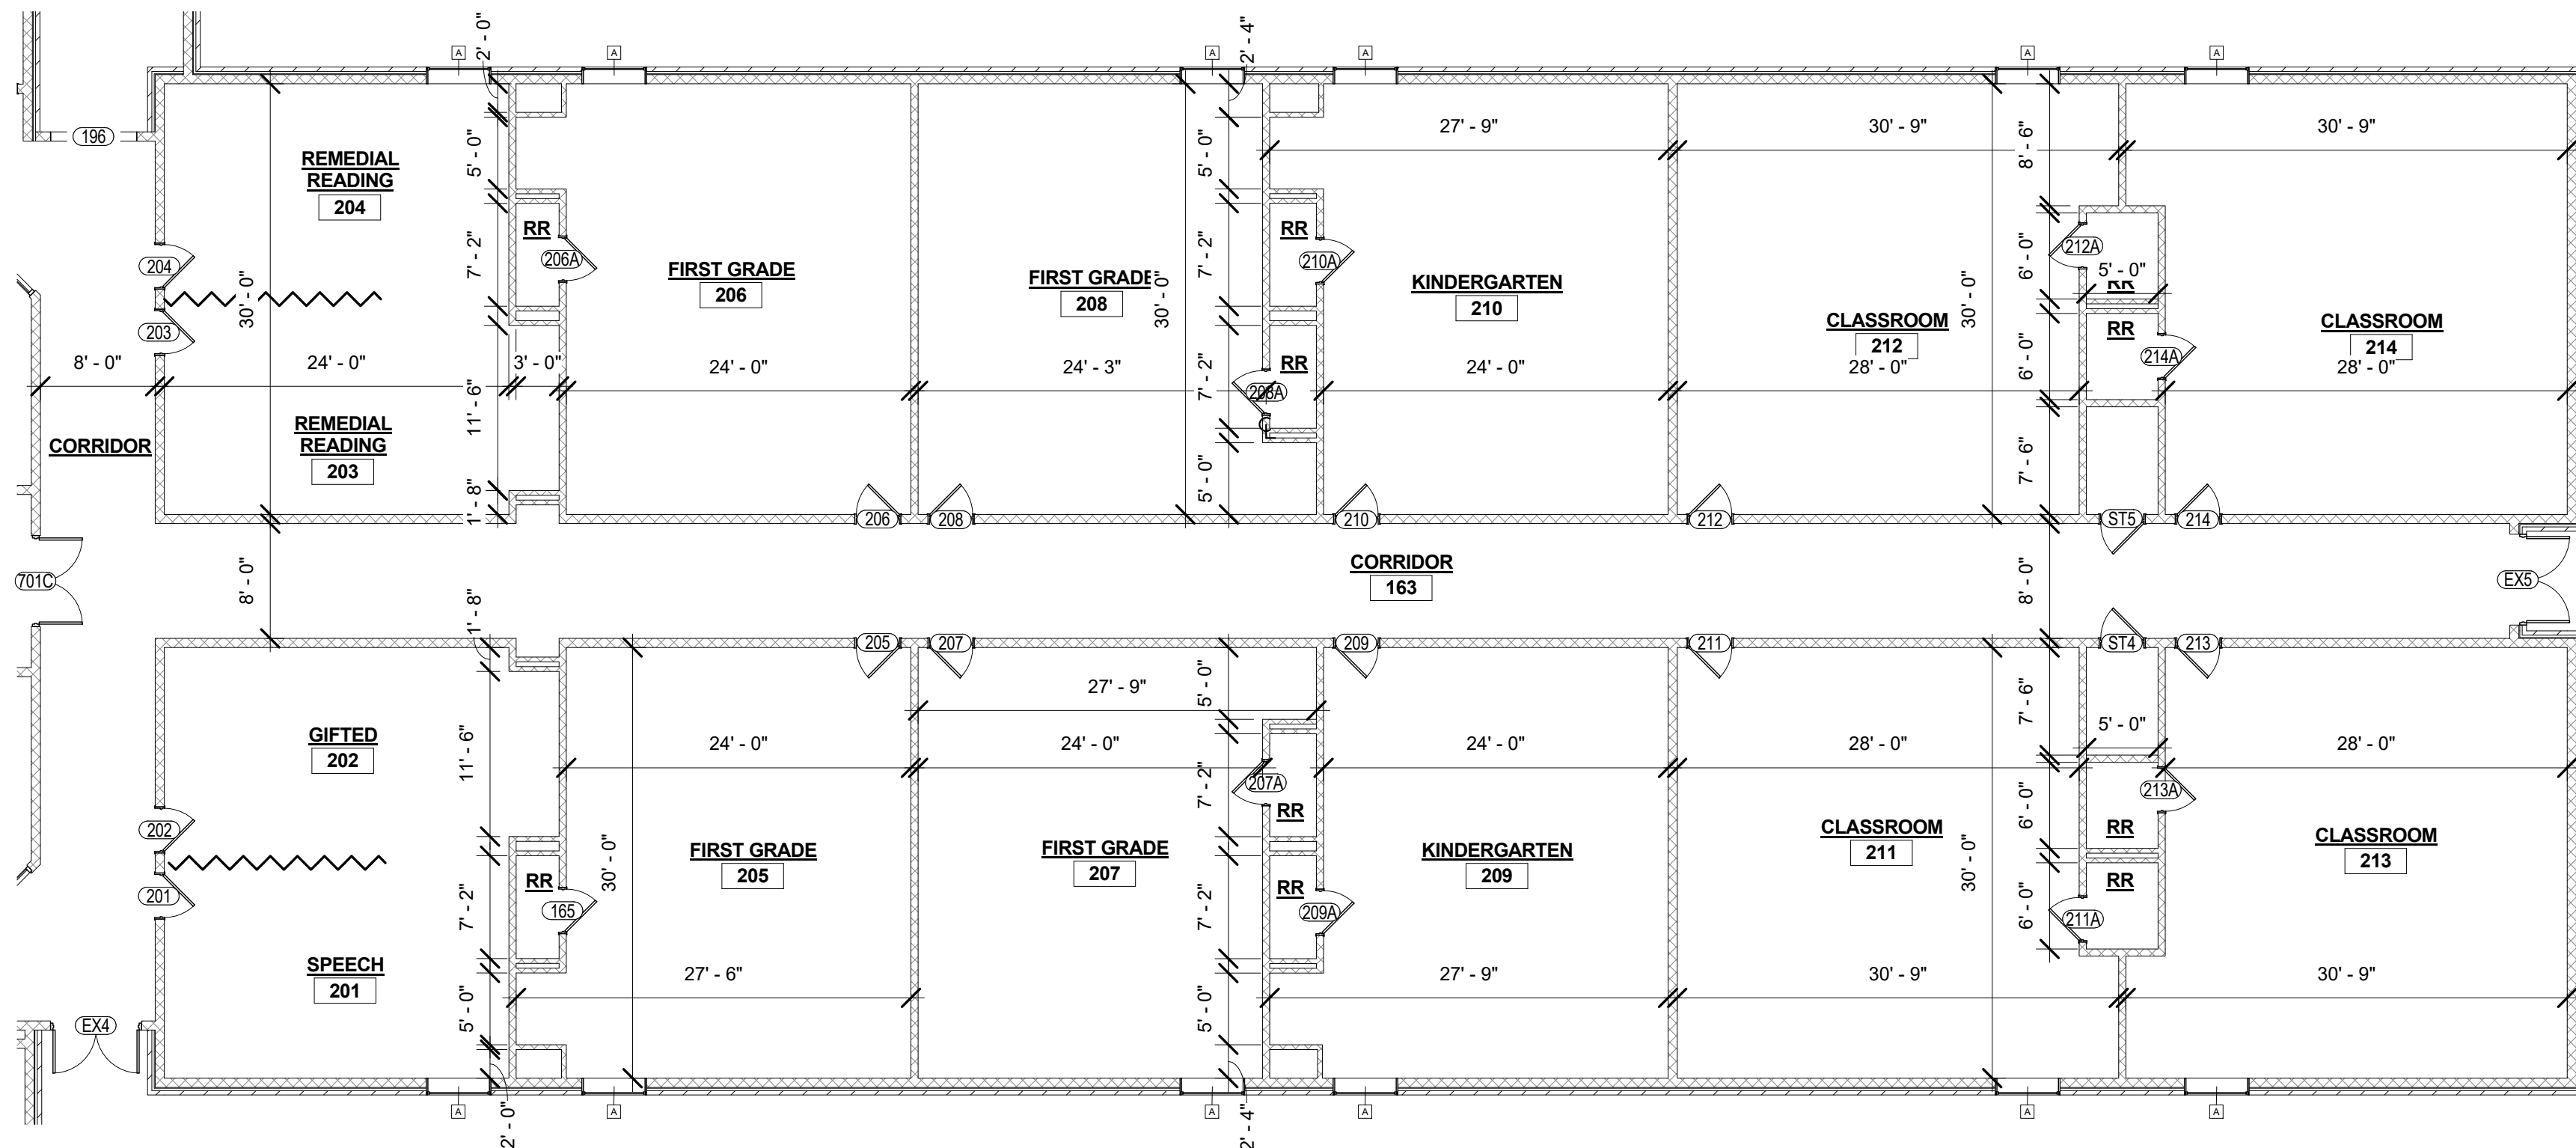 A
A
A
A
A
A
2' - 0"
2' - 4"
196
27' - 9"
30' - 9"
30' - 9"
5' - 0"
5' - 0"
8' - 6"
REMEDIAL
READING
204
RR
RR
7' - 2"
7' - 2"
206A
210A
212A
6' - 0"
5' - 0"
RR
204
203
30' - 0"
FIRST GRADE
206
FIRST GRADE
208
30' - 0"
KINDERGARTEN
210
30' - 0"
CLASSROOM
212
CLASSROOM
214
RR
214A
6' - 0"
8' - 0"
24' - 0"
3' - 0"
24' - 0"
24' - 3"
RR
7' - 2"
208A
24' - 0"
28' - 0"
28' - 0"
11' - 6"
CORRIDOR
REMEDIAL
READING
203
1' - 8"
5' - 0"
7' - 6"
206
208
210
212
ST5
214
701C
8' - 0"
CORRIDOR
163
8' - 0"
EX5
1' - 8"
205
207
209
211
ST4
213
27' - 9"
5' - 0"
7' - 6"
5' - 0"
GIFTED
202
11' - 6"
24' - 0"
24' - 0"
24' - 0"
28' - 0"
28' - 0"
7' - 2"
207A
RR
213A
6' - 0"
RR
202
201
30' - 0"
FIRST GRADE
205
FIRST GRADE
207
KINDERGARTEN
209
CLASSROOM
211
30' - 0"
CLASSROOM
213
RR
165
7' - 2"
RR
209A
7' - 2"
RR
211A
6' - 0"
SPEECH
201
27' - 6"
27' - 9"
30' - 9"
30' - 9"
5' - 0"
5' - 0"
EX4
A
A
A
A
A
A
2' - 0"
2' - 4"